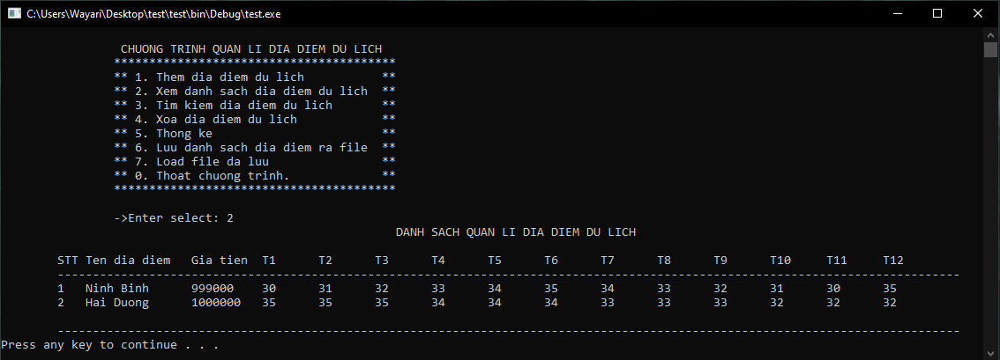 C:\Users\Wayari\Desktop\test\test\bin\Debug\test.exe
CHUONG TRINH QUAN LI DIA DIEM DU LICH
****************************************
** 1. Them dia diem du lich           **
** 2. Xem danh sach dia diem du lich  **
** 3. Tim kiem dia diem du lich       **
** 4. Xoa dia diem du lich            **
** 5. Thong ke                        **
** 6. Luu danh sach dia diem ra file  **
** 7. Load file da luu                **
** 0. Thoat chuong trinh.             **
****************************************
->Enter select: 2
DANH SACH QUAN LI DIA DIEM DU LICH
STT Ten dia diem   Gia tien  T1      T2      T3      T4      T5      T6      T7      T8      T9      T10     T11     T12
--------------------------------------------------------------------------------------------------------------------------------
1   Ninh Binh      999000    30      31      32      33      34      35      34      33      32      31      30      35
2   Hai Duong      1000000   35      35      35      34      34      34      33      33      33      32      32      32
--------------------------------------------------------------------------------------------------------------------------------
Press any key to continue . . .